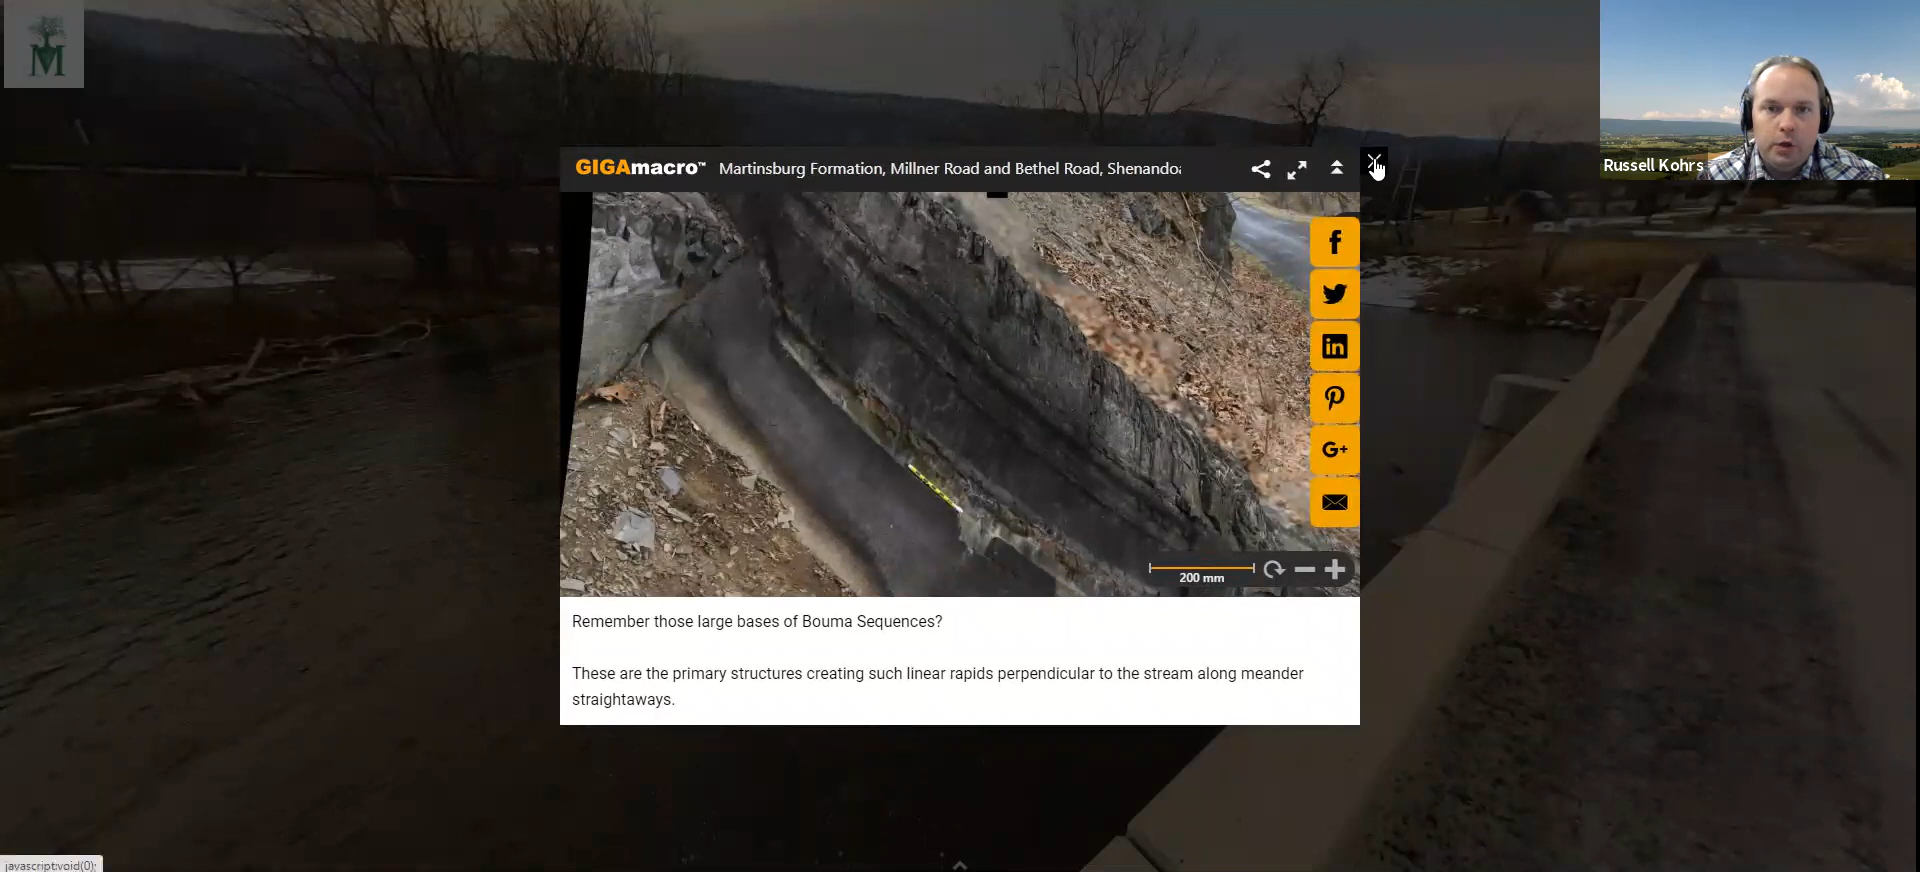 M
GIGAmacro™ Martinsburg Formation, Millner Road and Bethel Road, Shenandoa
Russell Kohrs
f
in
G+
200 mm
Remember those large bases of Bouma Sequences?
These are the primary structures creating such linear rapids perpendicular to the stream along meander
straightaways.
javascript:void(0);